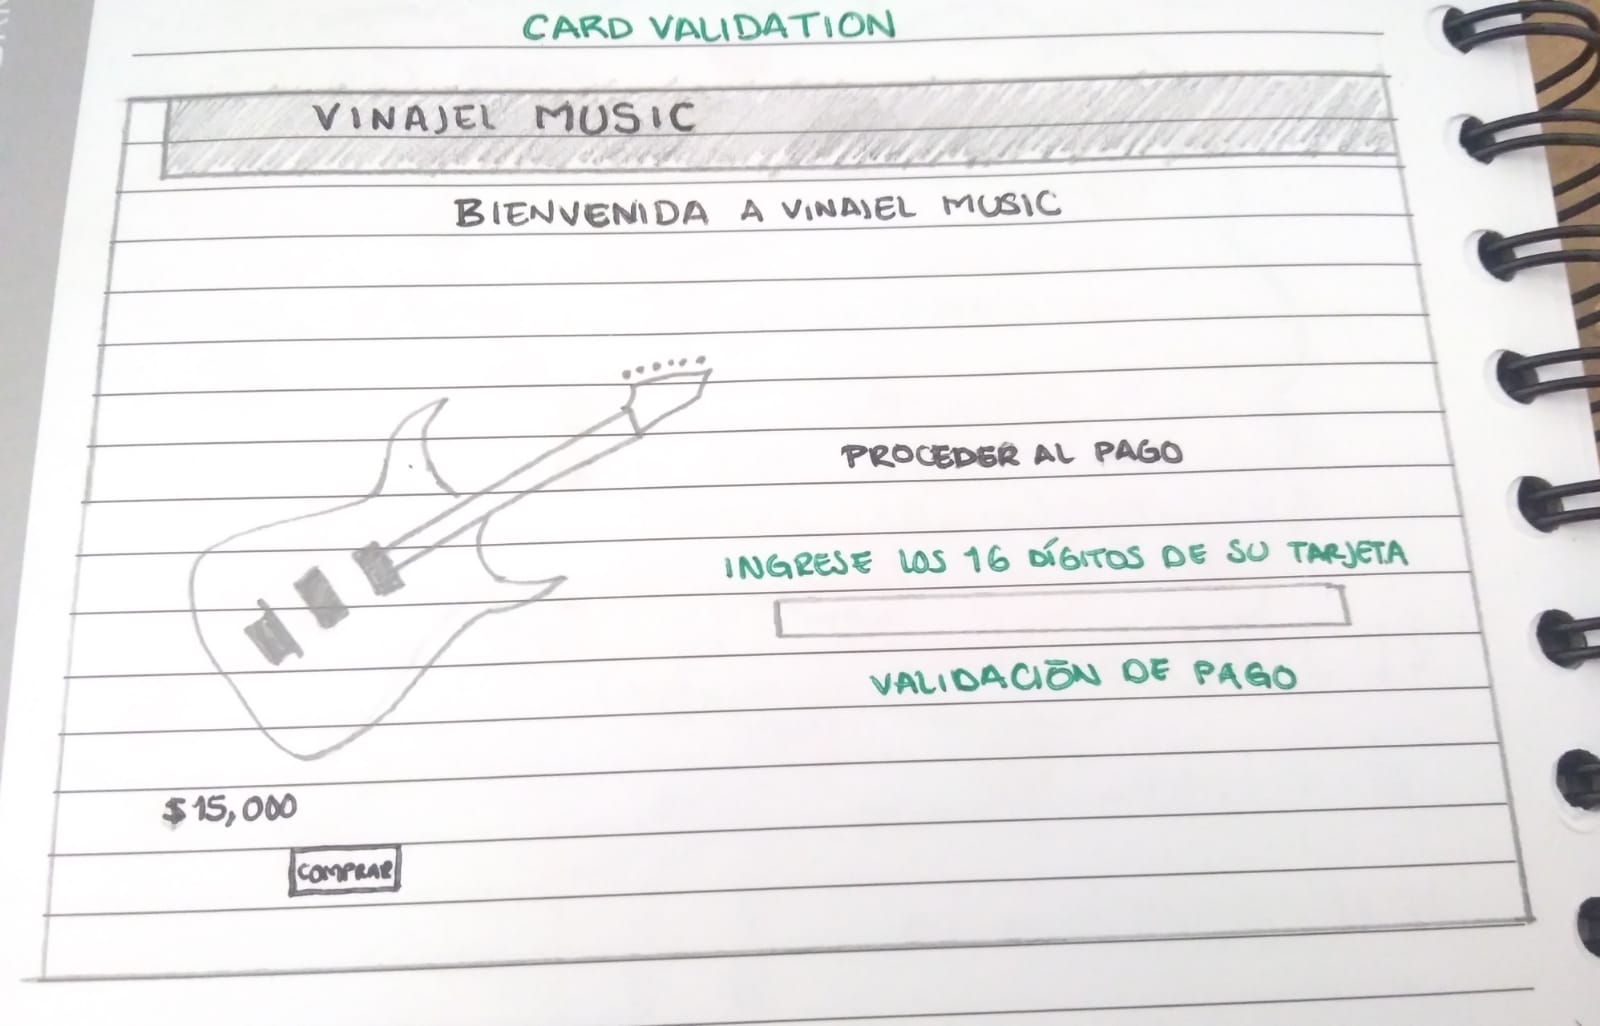 CARD VALIDATION
VINAJEL MUSIC
BIENVENIDA A VINAJEL MUSIC
PROCEDER AL PAGO
INGRESE LOS 16 DÍGITOS DE SU TARJETA
VALIDACIÓN DE PAGO
$15,000
COMPRAR